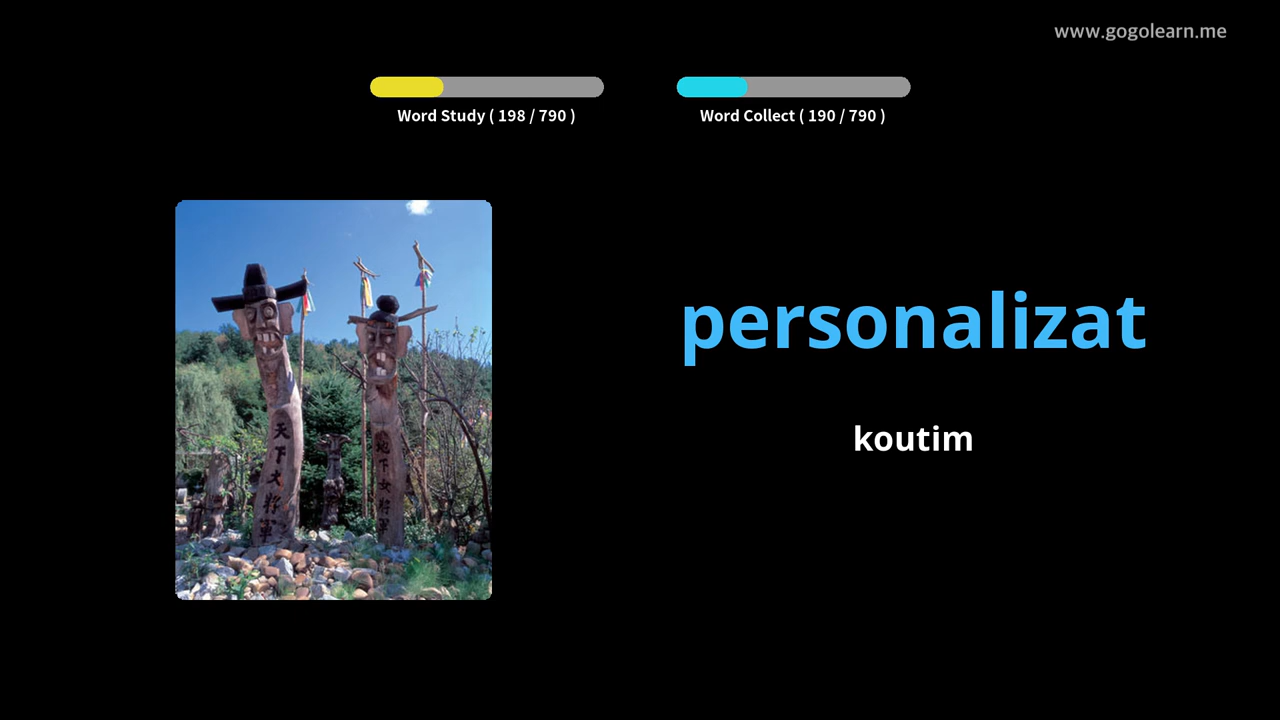 www.gogolearn.me
Word Study ( 198 / 790 )
Word Collect ( 190 / 790 )
personalizat
koutim
天下大將軍
地下女將軍